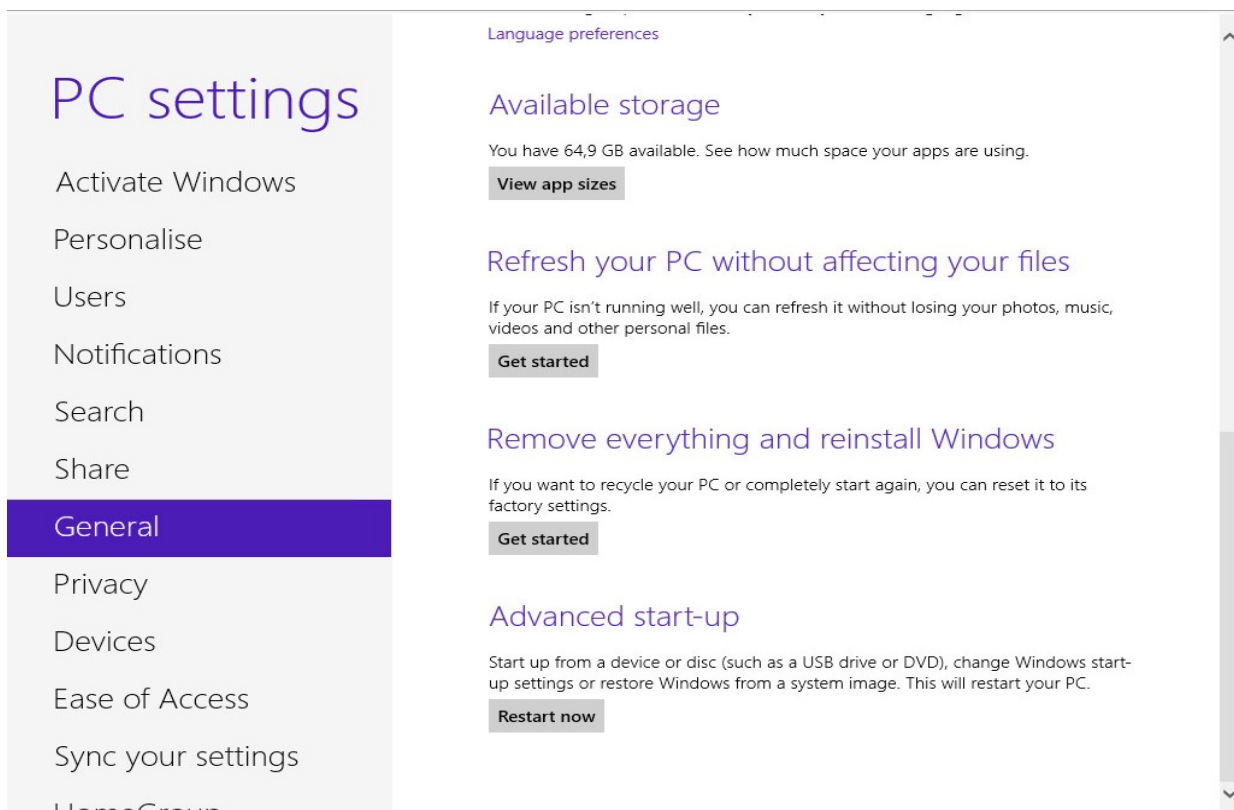 PC settings
Activate Windows
Personalise
Users
Notifications
Search
Share
General
Privacy
Devices
Ease of Access
Sync your settings
HomeGroup
Language preferences
Available storage
You have 64,9 GB available. See how much space your apps are using.
View app sizes
Refresh your PC without affecting your files
If your PC isn't running well, you can refresh it without losing your photos, music,
videos and other personal files.
Get started
Remove everything and reinstall Windows
If you want to recycle your PC or completely start again, you can reset it to its
factory settings.
Get started
Advanced start-up
Start up from a device or disc (such as a USB drive or DVD), change Windows start-
up settings or restore Windows from a system image. This will restart your PC.
Restart now